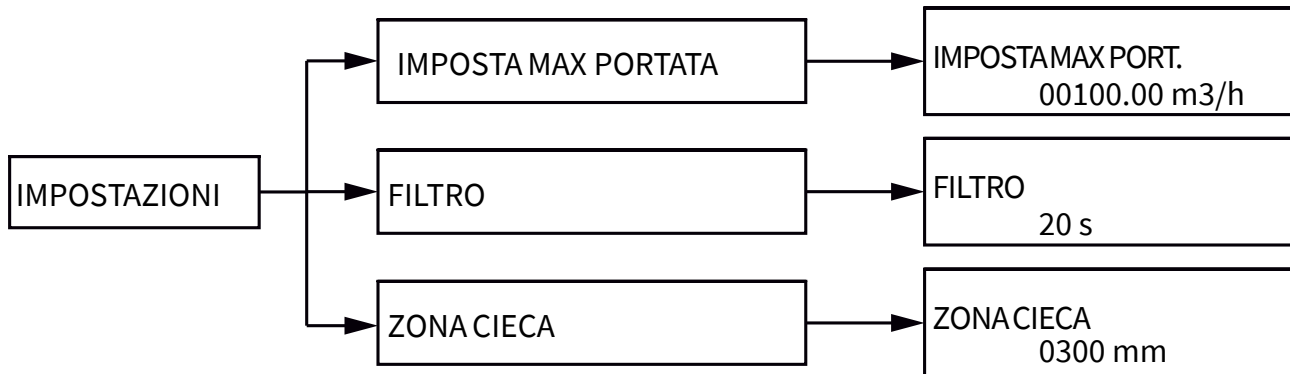 IMPOSTAZIONI
IMPOSTA MAX PORTATA
IMPOSTA MAX PORT.
00100.00 m3/h
FILTRO
FILTRO
20 s
ZONA CIECA
ZONA CIECA
0300 mm